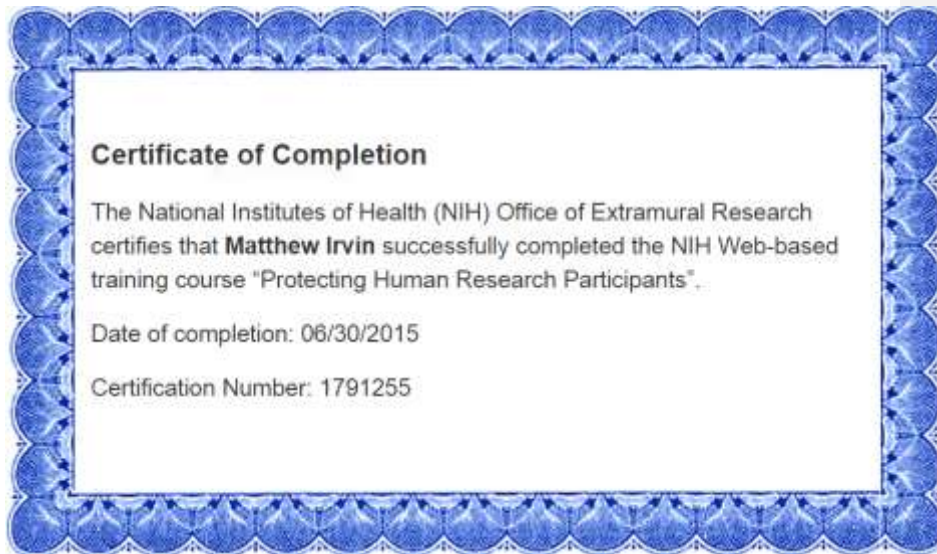 Certificate of Completion
The National Institutes of Health (NIH) Office of Extramural Research
certifies that Matthew Irvin successfully completed the NIH Web-based
training course “Protecting Human Research Participants”.
Date of completion: 06/30/2015
Certification Number: 1791255